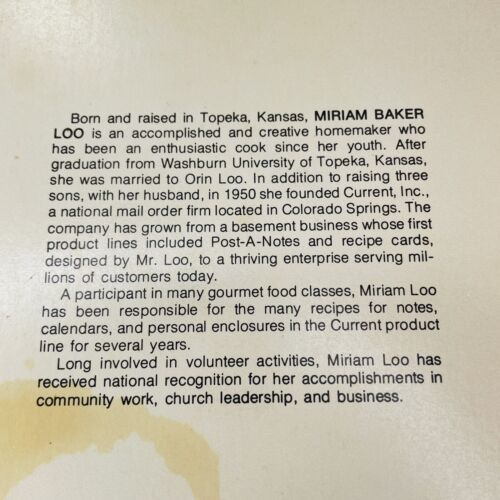 Born and raised in Topeka, Kansas, MIRIAM BAKER
LOO is an accomplished and creative homemaker who
has been an enthusiastic cook since her youth. After
graduation from Washburn University of Topeka, Kansas,
she was married to Orin Loo. In addition to raising three
sons, with her husband, in 1950 she founded Current, Inc.,
a national mail order firm located in Colorado Springs. The
company has grown from a basement business whose first
product lines included Post-A-Notes and recipe cards,
designed by Mr. Loo, to a thriving enterprise serving mil-
lions of customers today.
A participant in many gourmet food classes, Miriam Loo
has been responsible for the many recipes for notes,
calendars, and personal enclosures in the Current product
line for several years.
Long involved in volunteer activities, Miriam Loo has
received national recognition for her accomplishments in
community work, church leadership, and business.